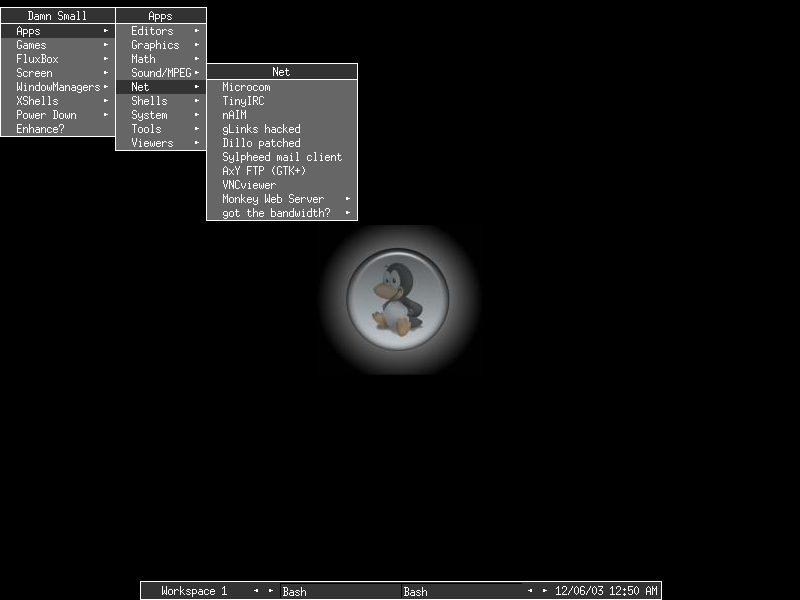 Damn Small
Apps
Games
FluxBox
Screen
WindowManagers
XShells
Power Down
Enhance?
Apps
Editors
Graphics
Math
Sound/MPEG
Net
Shells
System
Tools
Viewers
Net
Microcom
TinyIRC
nAIM
gLinks hacked
Dillo patched
Sylpheed mail client
AxY FTP (GTK+)
VNCviewer
Monkey Web Server
got the bandwidth?
Workspace 1 Bash Bash 12/06/03 12:50 AM